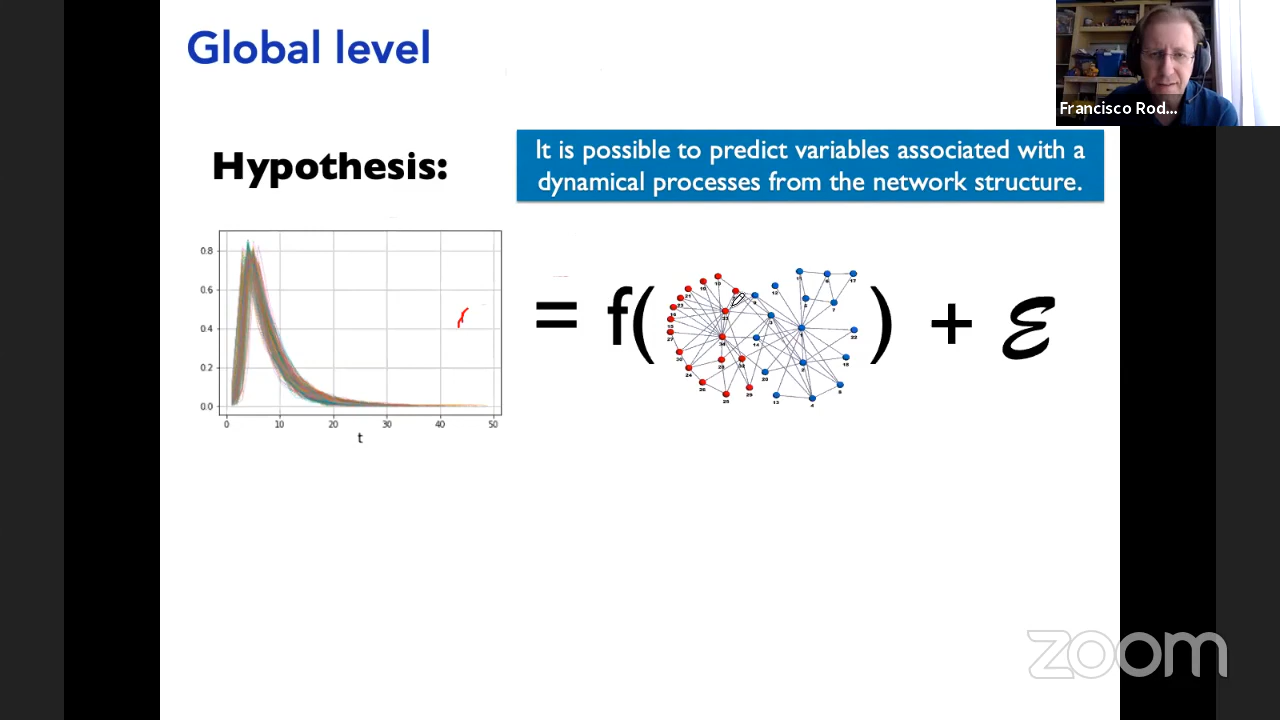 Global level
Francisco Rod...
Hypothesis:
It is possible to predict variables associated with a
dynamical processes from the network structure.
0.8
0.6
0.4
0.2
0.0
0 10 20 30 40 50
t
= f( ) + ε
zoom